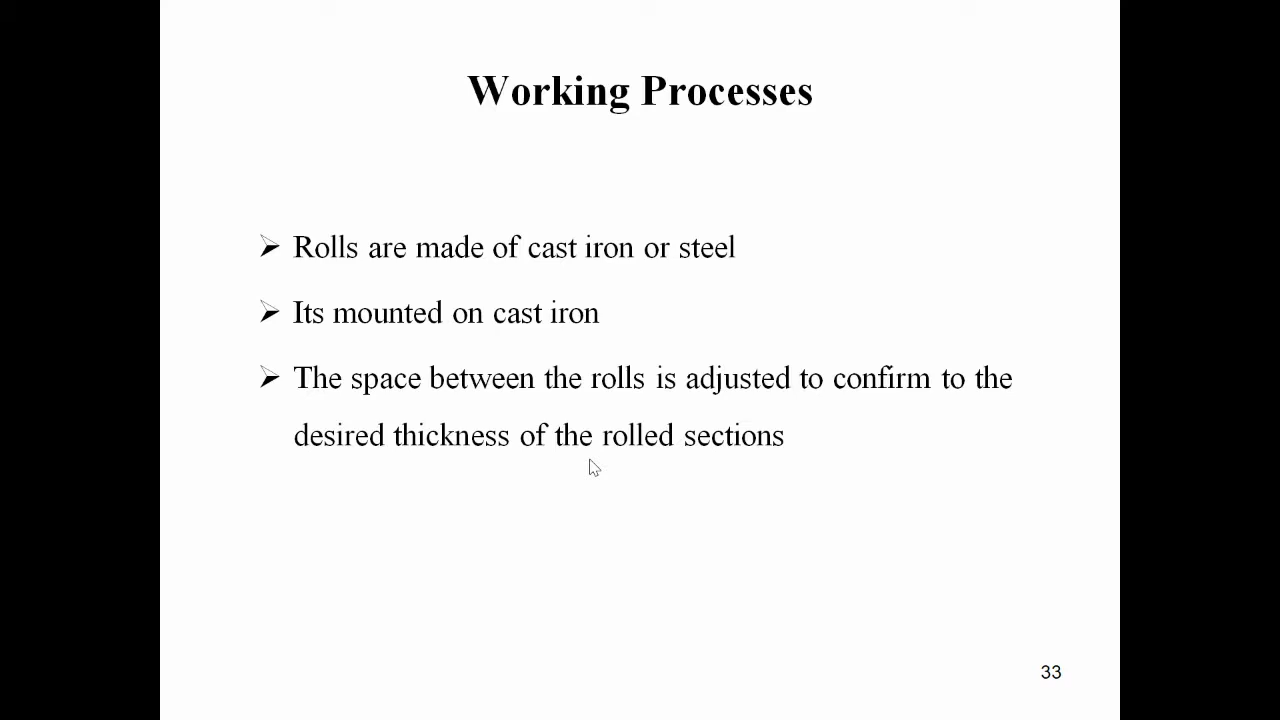 Working Processes
Rolls are made of cast iron or steel
Its mounted on cast iron
The space between the rolls is adjusted to confirm to the
desired thickness of the rolled sections
33